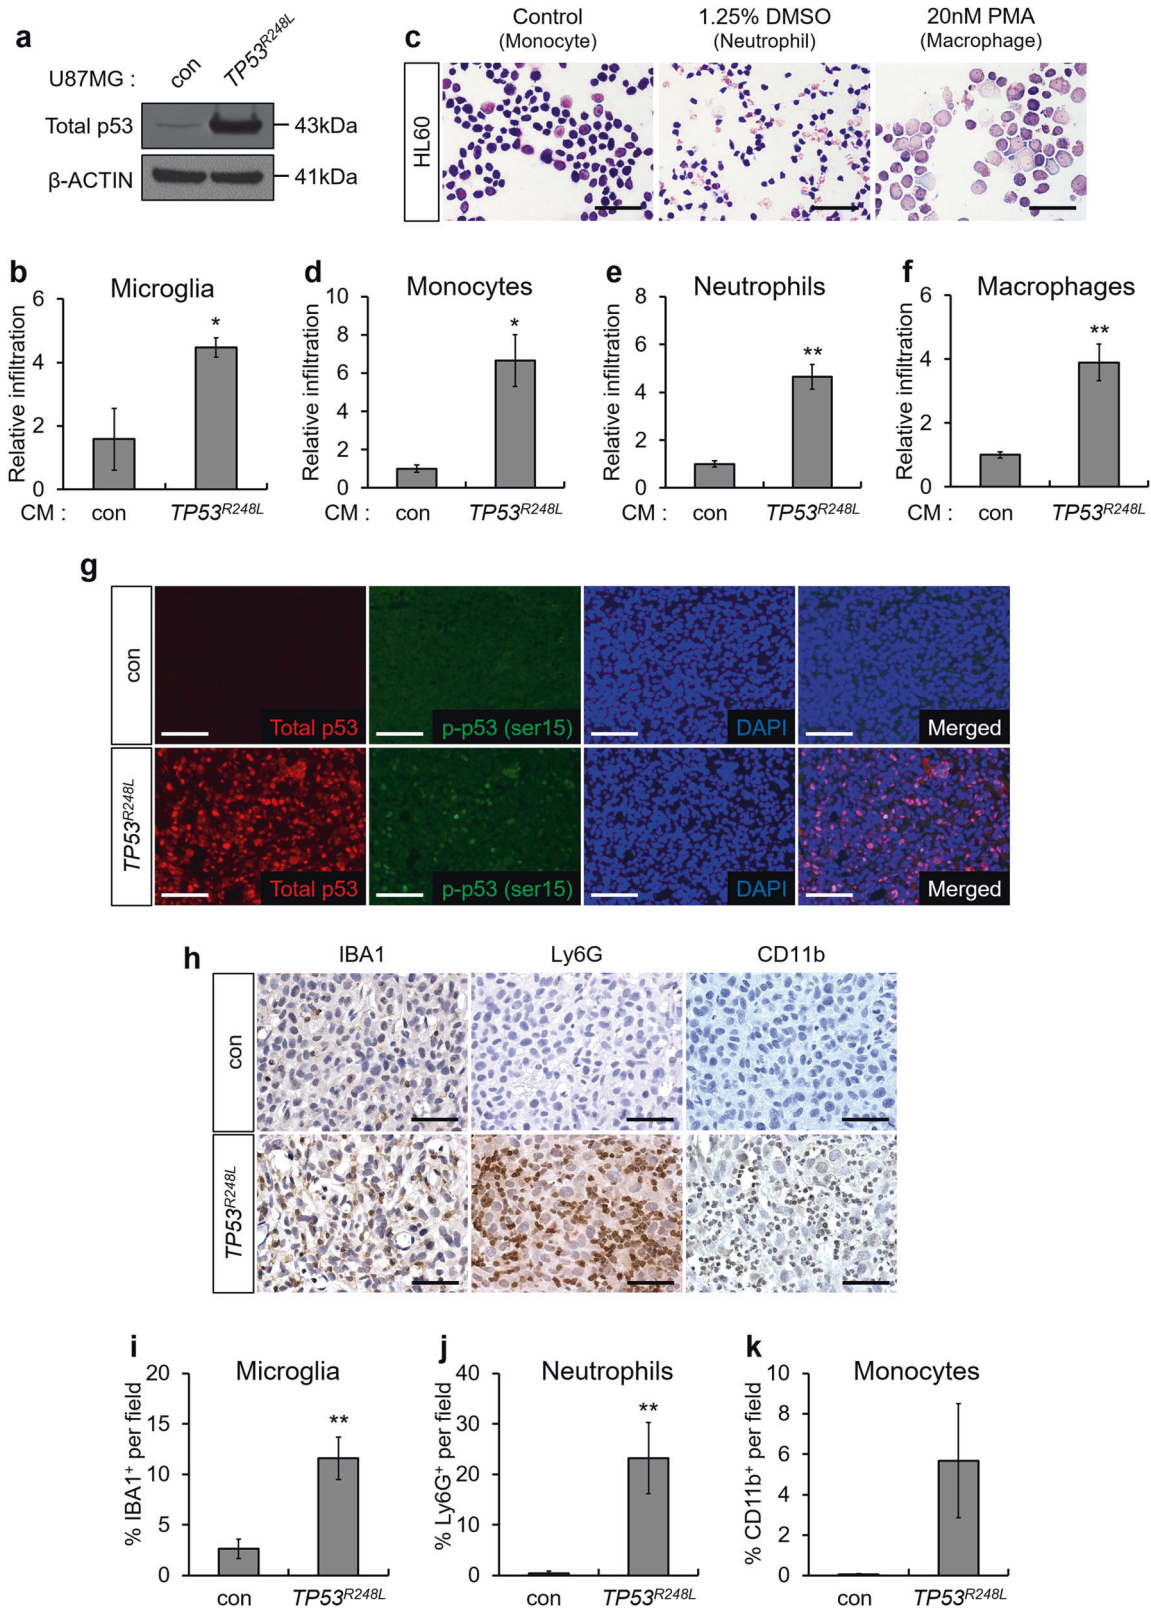 a
U87MG :
con
TP53R248L
Total p53
43kDa
β-ACTIN
41kDa
c
Control
(Monocyte)
1.25% DMSO
(Neutrophil)
20nM PMA
(Macrophage)
HL60
b
Microglia
Relative infiltration
6
4
2
0
*
CM :
con
TP53R248L
d
Monocytes
Relative infiltration
10
8
6
4
2
0
*
CM :
con
TP53R248L
e
Neutrophils
Relative infiltration
8
6
4
2
0
**
CM :
con
TP53R248L
f
Macrophages
Relative infiltration
6
4
2
0
**
CM :
con
TP53R248L
g
con
Total p53
p-p53 (ser15)
DAPI
Merged
TP53R248L
Total p53
p-p53 (ser15)
DAPI
Merged
h
IBA1
Ly6G
CD11b
con
TP53R248L
i
Microglia
% IBA1+ per field
20
15
10
5
0
**
con
TP53R248L
j
Neutrophils
% Ly6G+ per field
40
30
20
10
0
**
con
TP53R248L
k
Monocytes
% CD11b+ per field
10
8
6
4
2
0
con
TP53R248L